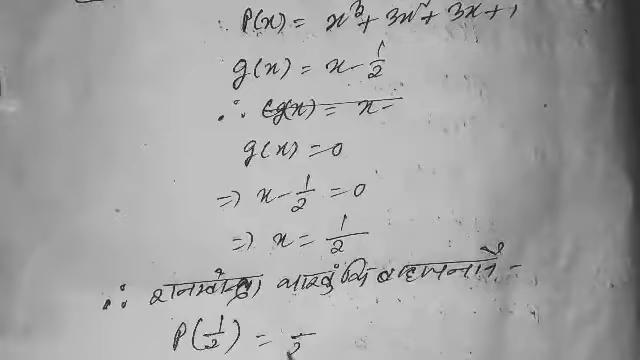 ∴ P(x) = x³ + 3x² + 3x + 1
g(x) = x - 1/2
∴ g(x) = x -
g(x) = 0
⇒ x - 1/2 = 0
⇒ x = 1/2
∴
P(1/2) =